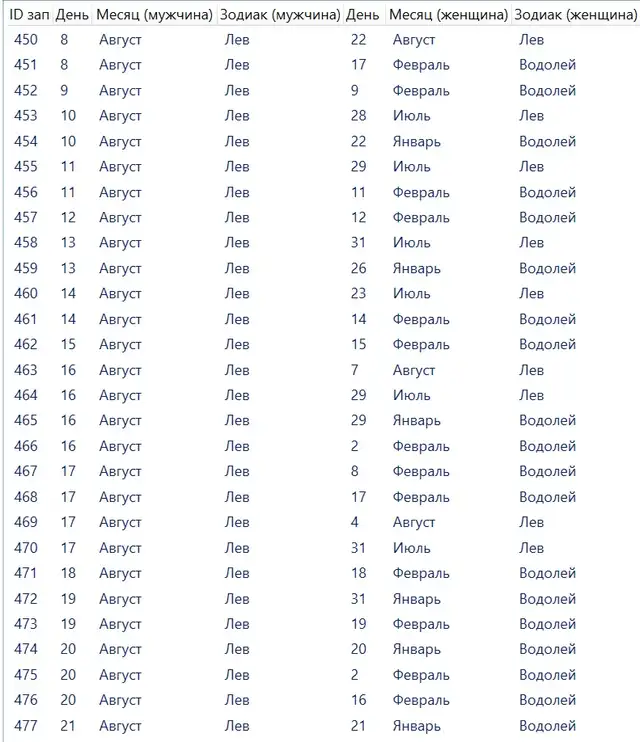 ID зап День Месяц (мужчина) Зодиак (мужчина) День Месяц (женщина) Зодиак (женщина)
450 8 Август Лев 22 Август Лев
451 8 Август Лев 17 Февраль Водолей
452 9 Август Лев 9 Февраль Водолей
453 10 Август Лев 28 Июль Лев
454 10 Август Лев 22 Январь Водолей
455 11 Август Лев 29 Июль Лев
456 11 Август Лев 11 Февраль Водолей
457 12 Август Лев 12 Февраль Водолей
458 13 Август Лев 31 Июль Лев
459 13 Август Лев 26 Январь Водолей
460 14 Август Лев 23 Июль Лев
461 14 Август Лев 14 Февраль Водолей
462 15 Август Лев 15 Февраль Водолей
463 16 Август Лев 7 Август Лев
464 16 Август Лев 29 Июль Лев
465 16 Август Лев 29 Январь Водолей
466 16 Август Лев 2 Февраль Водолей
467 17 Август Лев 8 Февраль Водолей
468 17 Август Лев 17 Февраль Водолей
469 17 Август Лев 4 Август Лев
470 17 Август Лев 31 Июль Лев
471 18 Август Лев 18 Февраль Водолей
472 19 Август Лев 31 Январь Водолей
473 19 Август Лев 19 Февраль Водолей
474 20 Август Лев 20 Январь Водолей
475 20 Август Лев 2 Февраль Водолей
476 20 Август Лев 16 Февраль Водолей
477 21 Август Лев 21 Январь Водолей